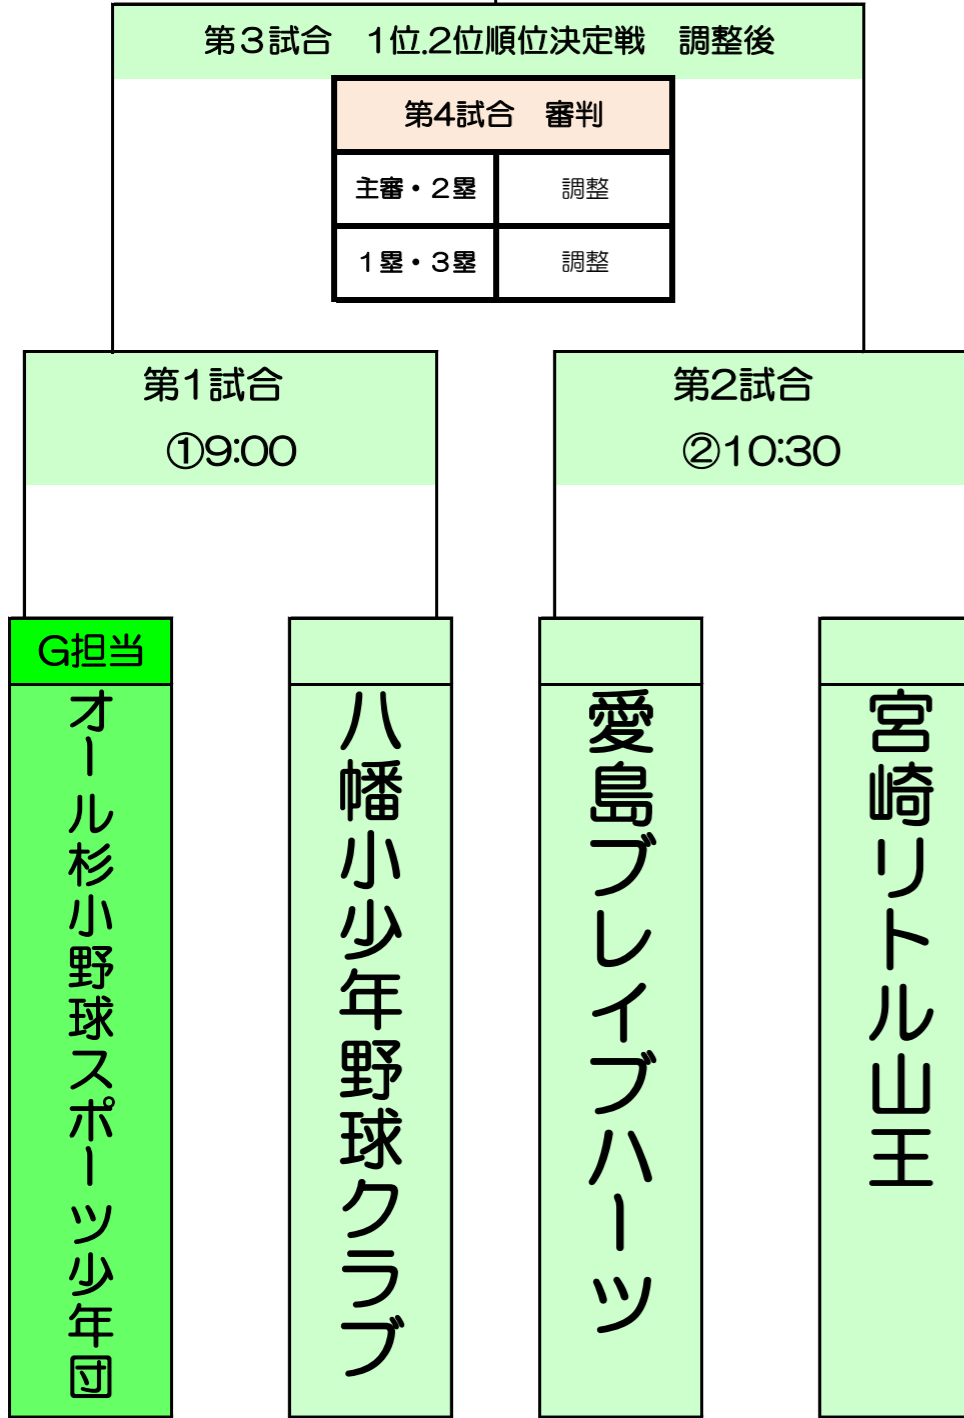 第3試合　1位.2位順位決定戦　調整後
第4試合　審判
主審・2塁　調整
1塁・3塁　調整
第1試合
①9:00
第2試合
②10:30
G担当
オール杉小野球スポーツ少年団
八幡小少年野球クラブ
愛島ブレイブハーツ
宮崎リトル山王